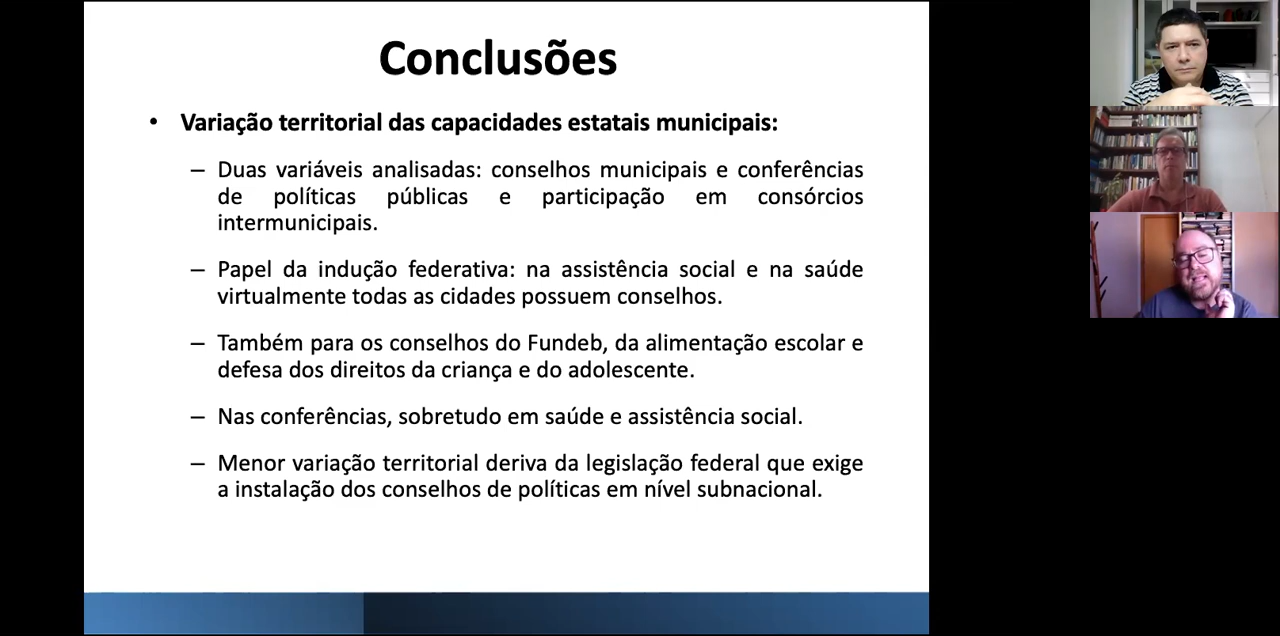 Conclusões
• Variação territorial das capacidades estatais municipais:
– Duas variáveis analisadas: conselhos municipais e conferências
de políticas públicas e participação em consórcios
intermunicipais.
– Papel da indução federativa: na assistência social e na saúde
virtualmente todas as cidades possuem conselhos.
– Também para os conselhos do Fundeb, da alimentação escolar e
defesa dos direitos da criança e do adolescente.
– Nas conferências, sobretudo em saúde e assistência social.
– Menor variação territorial deriva da legislação federal que exige
a instalação dos conselhos de políticas em nível subnacional.